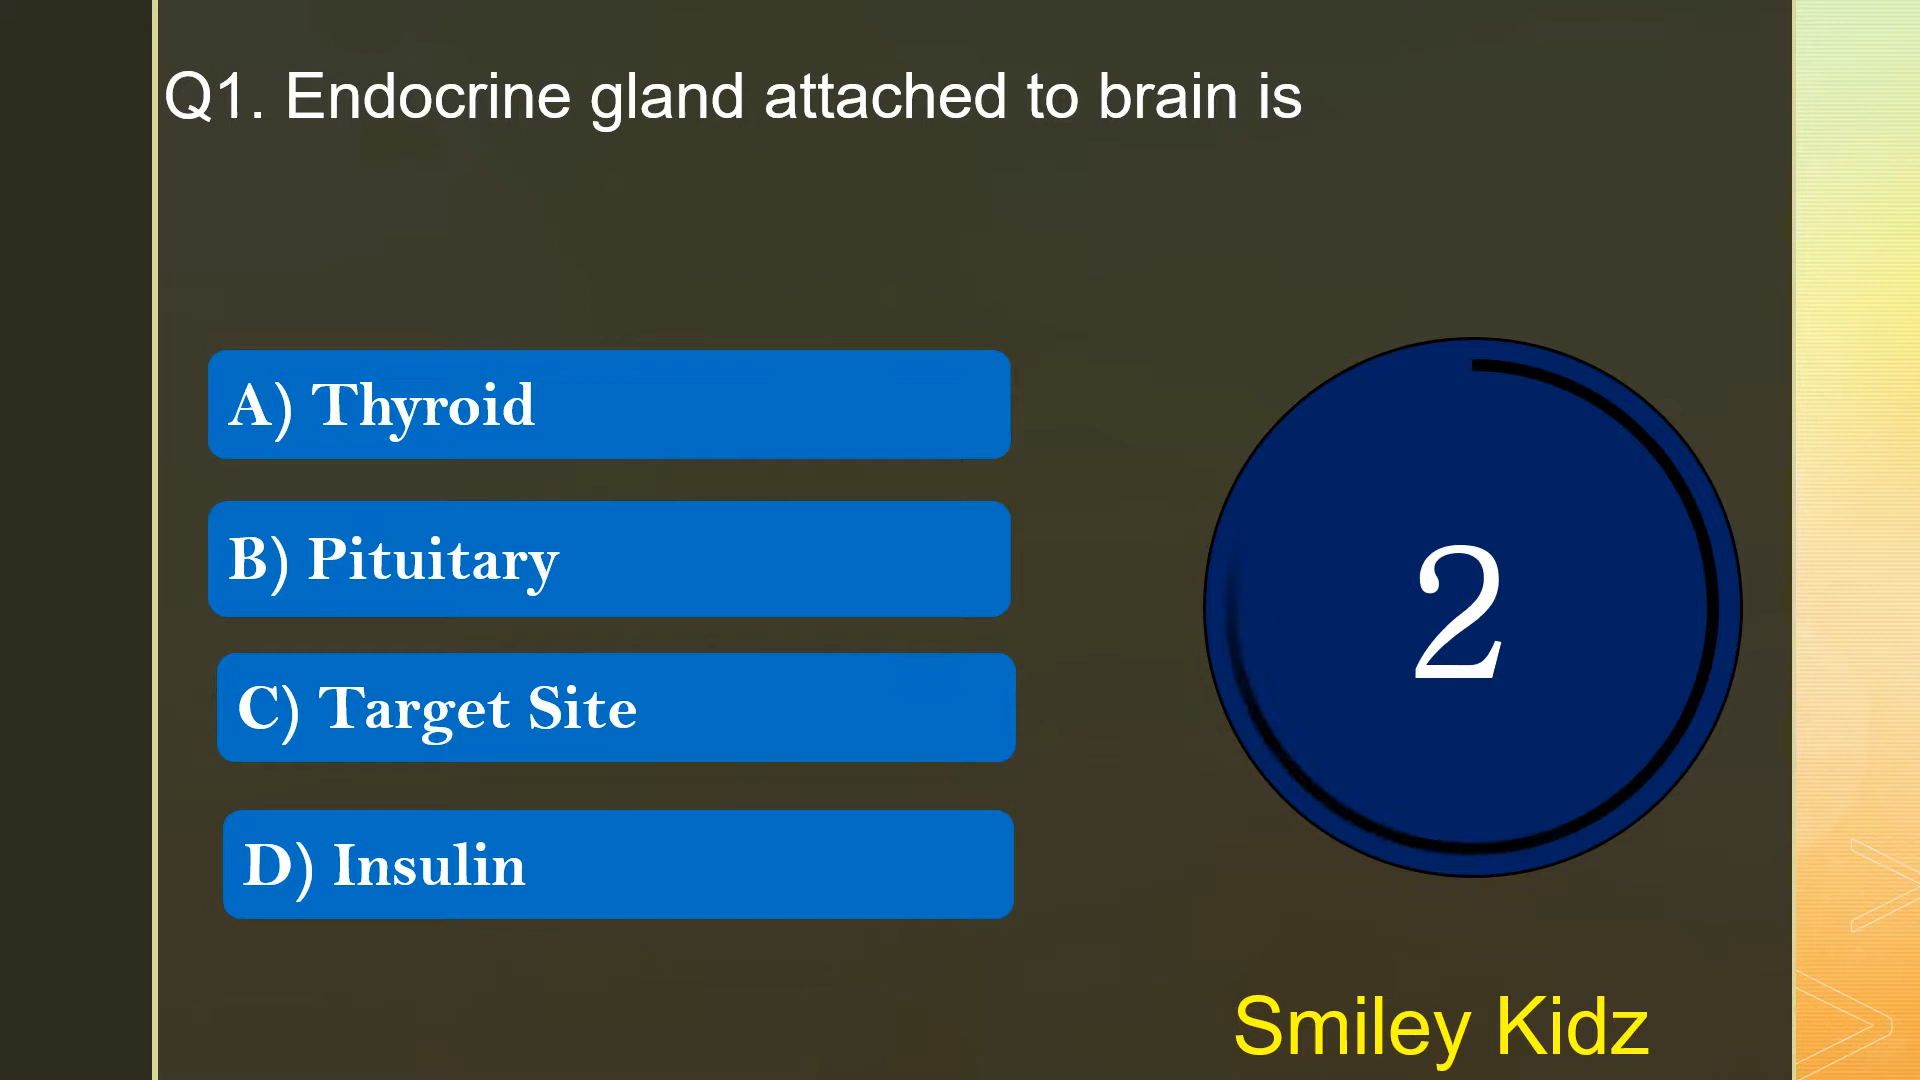 Q1. Endocrine gland attached to brain is
A) Thyroid
B) Pituitary
C) Target Site
D) Insulin
2
Smiley Kidz